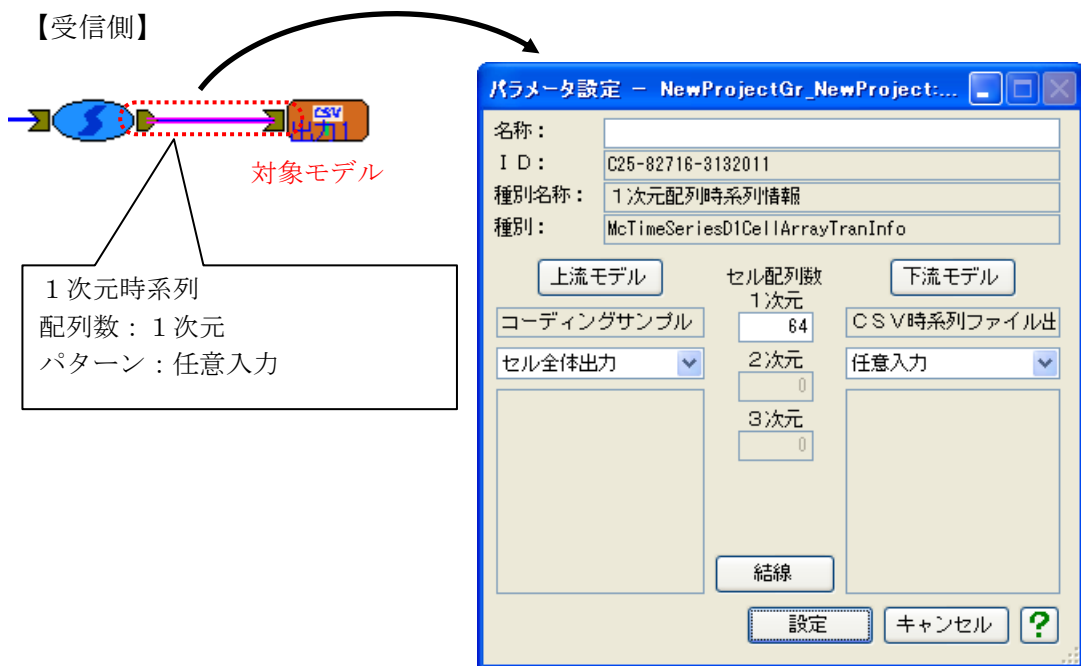 【受信側】
CSV
出力1
対象モデル
１次元時系列
配列数：１次元
パターン：任意入力
パラメータ設定 － NewProjectGr_NewProject:...
名称：
ＩＤ：
C25-82716-3132011
種別名称：
１次元配列時系列情報
種別：
McTimeSeriesD1CellArrayTranInfo
上流モデル
セル配列数
下流モデル
１次元
コーディングサンプル
64
ＣＳＶ時系列ファイル出
セル全体出力
２次元
任意入力
0
３次元
0
結線
設定
キャンセル
?